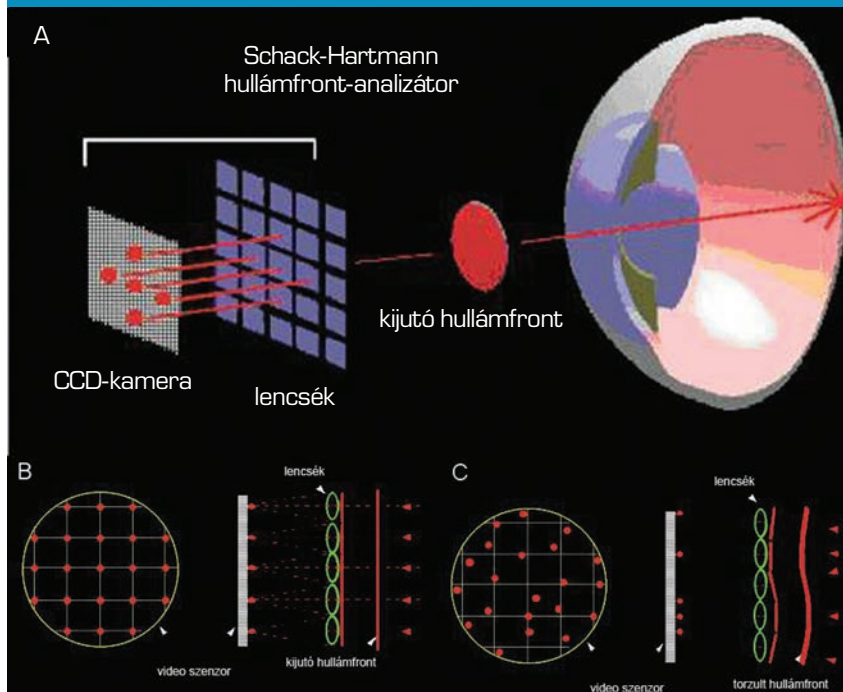 A
Schack-Hartmann
hullámfront-analizátor
kijutó hullámfront
CCD-kamera
lencsék
B
lencsék
video szenzor
kijutó hullámfront
C
lencsék
video szenzor
torzult hullámfront